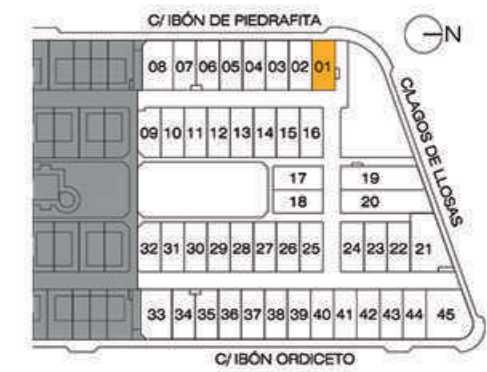 C/ IBÓN DE PIEDRAFITA
N
08 07 06 05 04 03 02 01
C/LAGOS DE LLOSAS
09 10 11 12 13 14 15 16
17 19
18 20
32 31 30 29 28 27 26 25 24 23 22 21
33 34 35 36 37 38 39 40 41 42 43 44 45
C/ IBÓN ORDICETO